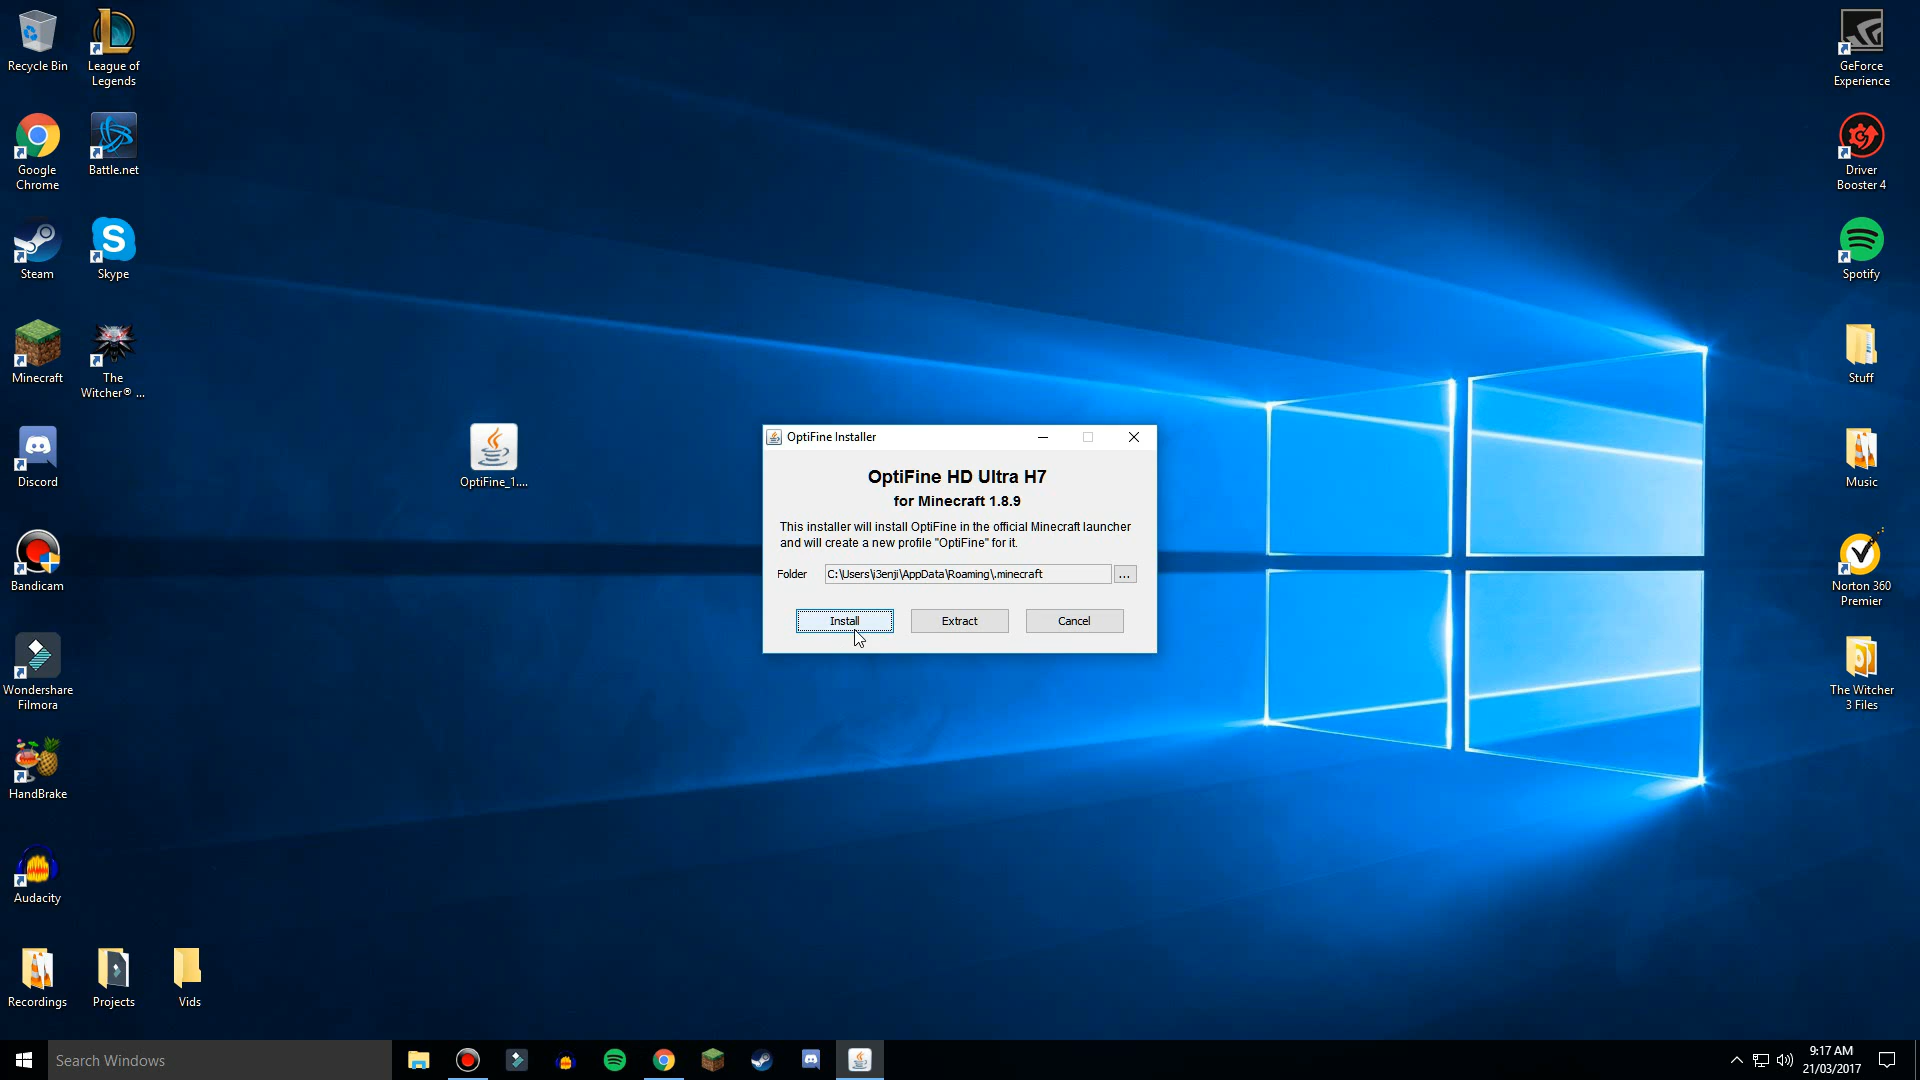 Recycle Bin
League of
Legends
Google
Chrome
Battle.net
Steam
Skype
Minecraft
The
Witcher® ...
Discord
Bandicam
Wondershare
Filmora
HandBrake
Audacity
Recordings
Projects
Vids
OptiFine_1....
OptiFine Installer
OptiFine HD Ultra H7
for Minecraft 1.8.9
This installer will install OptiFine in the official Minecraft launcher
and will create a new profile "OptiFine" for it.
Folder
C:\Users\i3enji\AppData\Roaming\.minecraft
...
Install
Extract
Cancel
GeForce
Experience
Driver
Booster 4
Spotify
Stuff
Music
Norton 360
Premier
The Witcher
3 Files
Search Windows
9:17 AM
21/03/2017